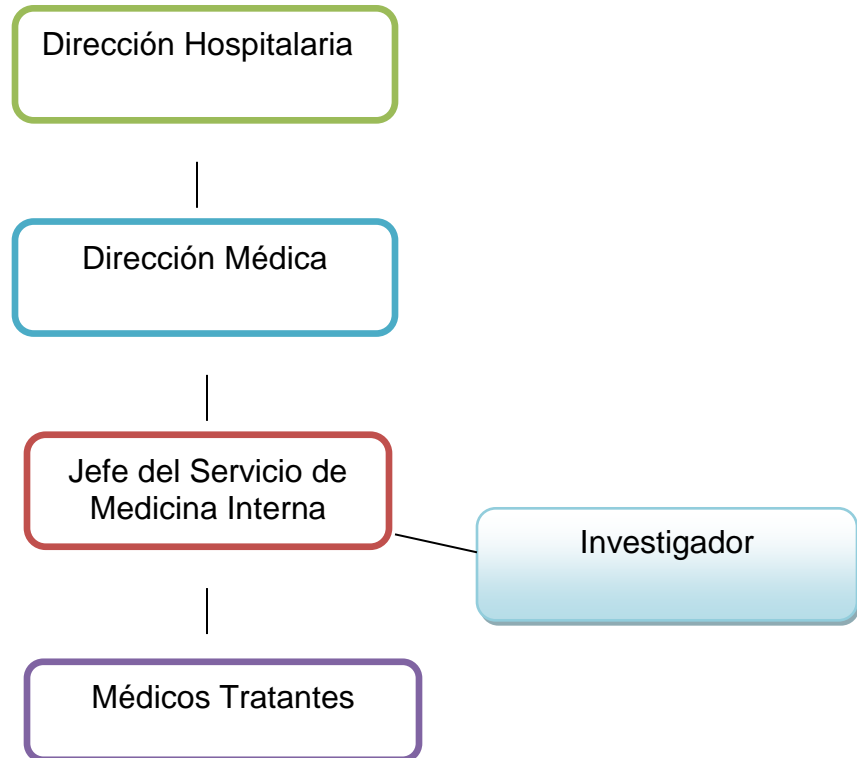 Dirección Hospitalaria
Dirección Médica
Jefe del Servicio de
Medicina Interna
Investigador
Médicos Tratantes